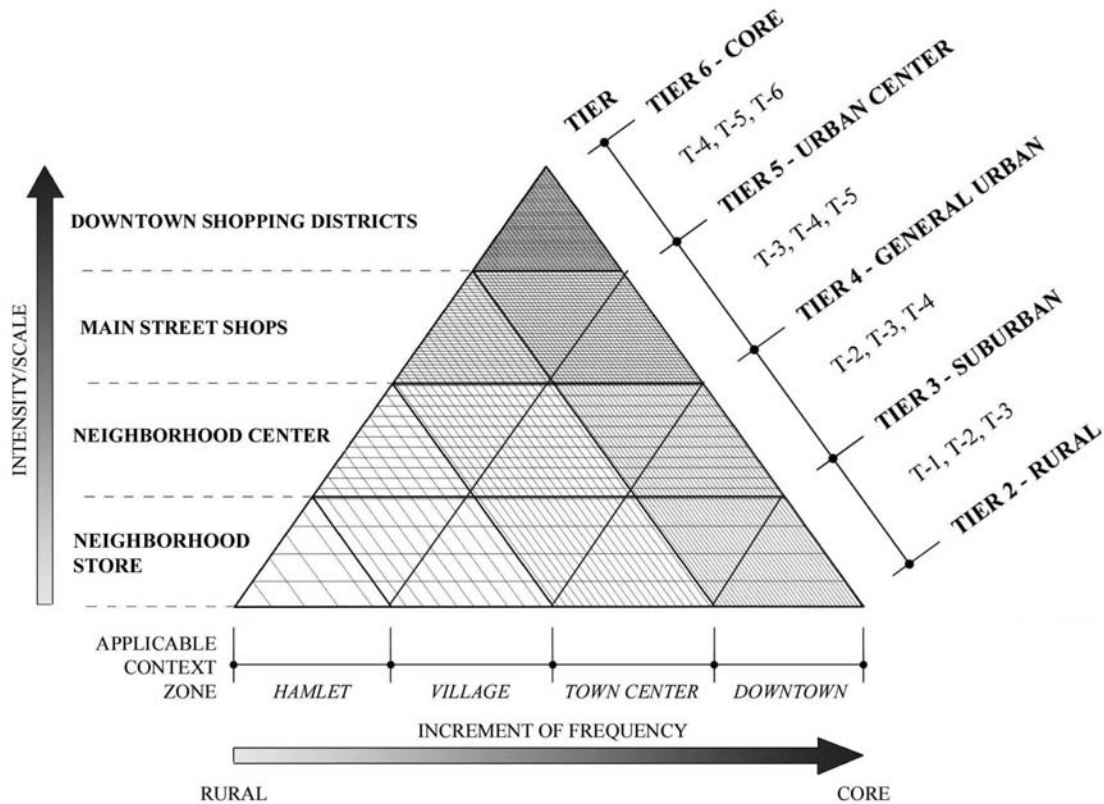 TIER
TIER 6 - CORE
T-4, T-5, T-6
TIER 5 - URBAN CENTER
T-3, T-4, T-5
TIER 4 - GENERAL URBAN
T-2, T-3, T-4
TIER 3 - SUBURBAN
T-1, T-2, T-3
TIER 2 - RURAL
INTENSITY/SCALE
DOWNTOWN SHOPPING DISTRICTS
MAIN STREET SHOPS
NEIGHBORHOOD CENTER
NEIGHBORHOOD
STORE
APPLICABLE
CONTEXT
ZONE
HAMLET
VILLAGE
TOWN CENTER
DOWNTOWN
INCREMENT OF FREQUENCY
RURAL
CORE